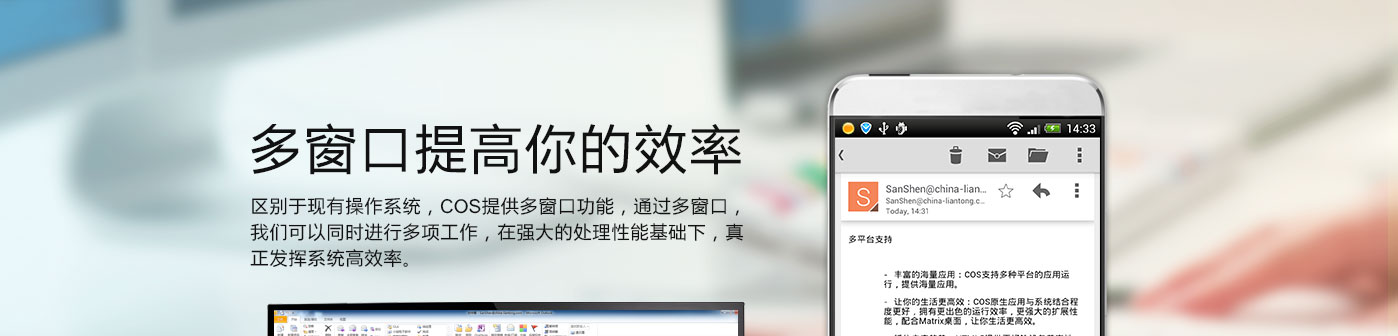 多窗口提高你的效率
区别于现有操作系统，COS提供多窗口功能，通过多窗口，
我们可以同时进行多项工作，在强大的处理性能基础下，真
正发挥系统高效率。
14:33
SanShen@china-lian...
SanShen@china-liantong.c...
Today, 14:31
S
多平台支持
- 丰富的海量应用：COS支持多种平台的应用运
行，提供海量应用。
- 让你的生活更高效：COS原生应用与系统结合程
度更好，拥有更出色的运行效率，更强大的扩展性
能，配合Matrix桌面，让你生活更高效。